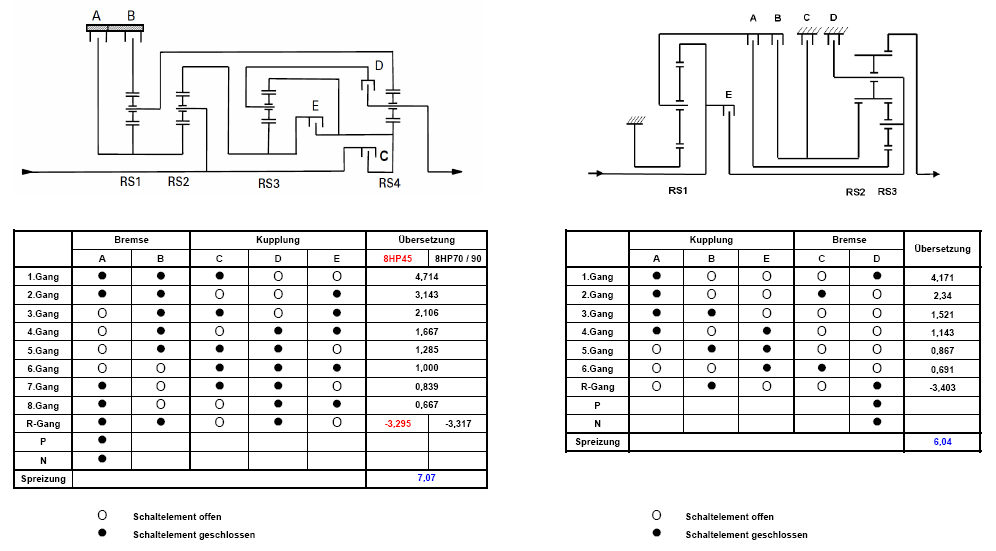 A B
D
E
C
RS1 RS2 RS3 RS4
A B C D
E
RS1 RS2 RS3
Bremse Kupplung Übersetzung
A B C D E 8HP45 8HP70 / 90
1.Gang ● ● ● O O 4,714
2.Gang ● ● O O ● 3,143
3.Gang O ● ● O ● 2,106
4.Gang O ● O ● ● 1,667
5.Gang O ● ● ● O 1,285
6.Gang O O ● ● ● 1,000
7.Gang ● O ● ● O 0,839
8.Gang ● O O ● ● 0,667
R-Gang ● ● O ● O -3,295 -3,317
P ●
N ●
Spreizung 7,07
O Schaltelement offen
● Schaltelement geschlossen
Kupplung Bremse Übersetzung
A B E C D
1.Gang ● O O O ● 4,171
2.Gang ● O O ● O 2,34
3.Gang ● ● O O O 1,521
4.Gang ● O ● O O 1,143
5.Gang O ● ● O O 0,867
6.Gang O O ● ● O 0,691
R-Gang O ● O O ● -3,403
P ●
N ●
Spreizung 6,04
O Schaltelement offen
● Schaltelement geschlossen